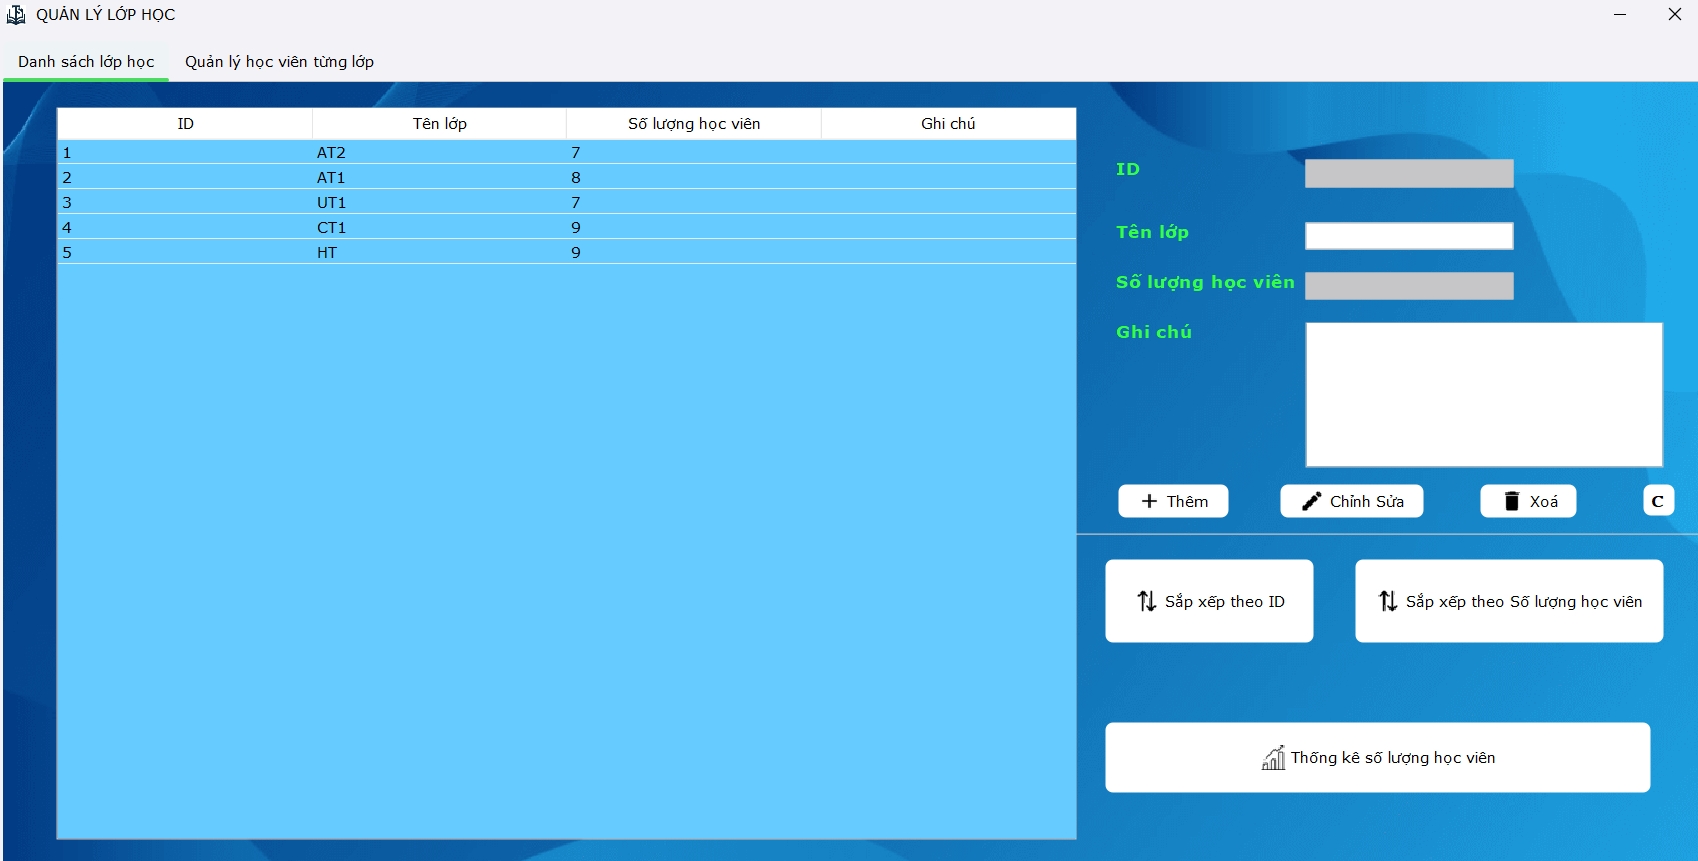 QUẢN LÝ LỚP HỌC
Danh sách lớp học Quản lý học viên từng lớp
ID Tên lớp Số lượng học viên Ghi chú
1 AT2 7
2 AT1 8
3 UT1 7
4 CT1 9
5 HT 9
ID
Tên lớp
Số lượng học viên
Ghi chú
Thêm Chỉnh Sửa Xoá C
Sắp xếp theo ID Sắp xếp theo Số lượng học viên
Thống kê số lượng học viên